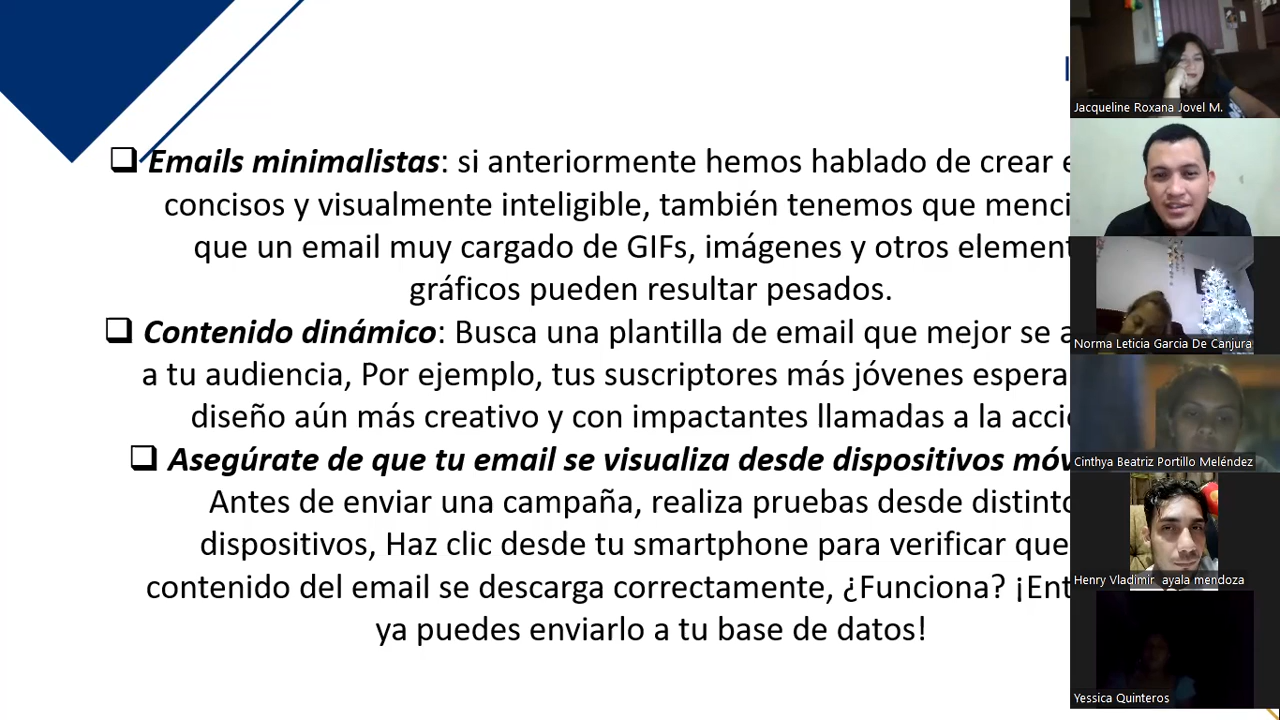 ❑ Emails minimalistas: si anteriormente hemos hablado de crear
concisos y visualmente inteligible, también tenemos que menci
que un email muy cargado de GIFs, imágenes y otros element
gráficos pueden resultar pesados.
❑ Contenido dinámico: Busca una plantilla de email que mejor se a
a tu audiencia, Por ejemplo, tus suscriptores más jóvenes espera
diseño aún más creativo y con impactantes llamadas a la acci
❑ Asegúrate de que tu email se visualiza desde dispositivos móv
Antes de enviar una campaña, realiza pruebas desde distinto
dispositivos, Haz clic desde tu smartphone para verificar que
contenido del email se descarga correctamente, ¿Funciona? ¡Ent
ya puedes enviarlo a tu base de datos!
Jacqueline Roxana Jovel M.
Norma Leticia Garcia De Canjura
Cinthya Beatriz Portillo Meléndez
Henry Vladimir ayala mendoza
Yessica Quinteros